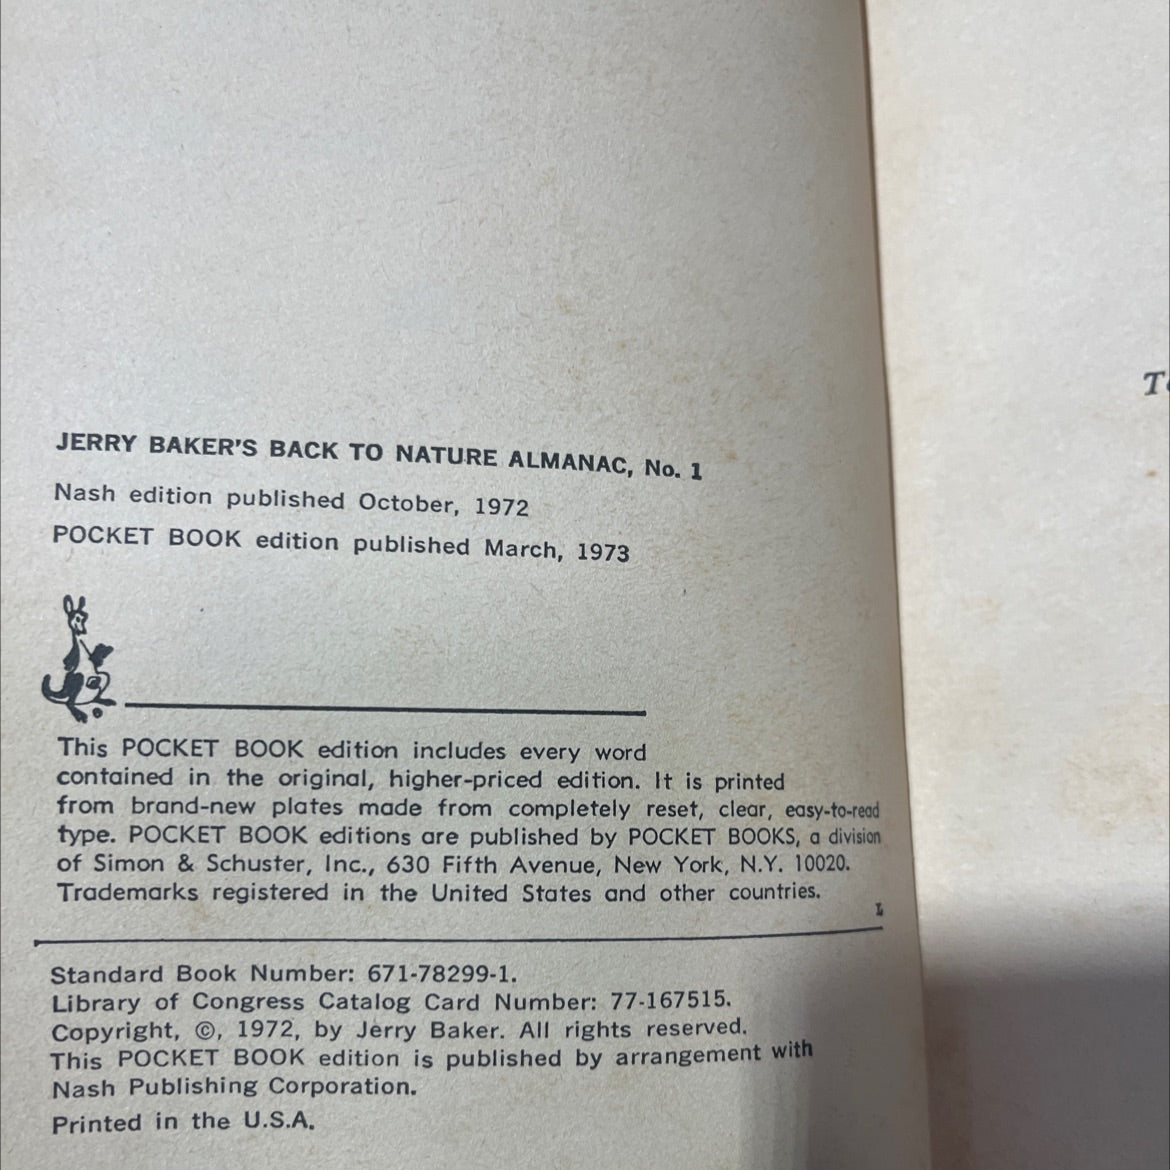 JERRY BAKER'S BACK TO NATURE ALMANAC, No. 1
Nash edition published October, 1972
POCKET BOOK edition published March, 1973
This POCKET BOOK edition includes every word
contained in the original, higher-priced edition. It is printed
from brand-new plates made from completely reset, clear, easy-to-read
type. POCKET BOOK editions are published by POCKET BOOKS, a division
of Simon & Schuster, Inc., 630 Fifth Avenue, New York, N.Y. 10020.
Trademarks registered in the United States and other countries.
L
Standard Book Number: 671-78299-1.
Library of Congress Catalog Card Number: 77-167515.
Copyright, ©, 1972, by Jerry Baker. All rights reserved.
This POCKET BOOK edition is published by arrangement with
Nash Publishing Corporation.
Printed in the U.S.A.